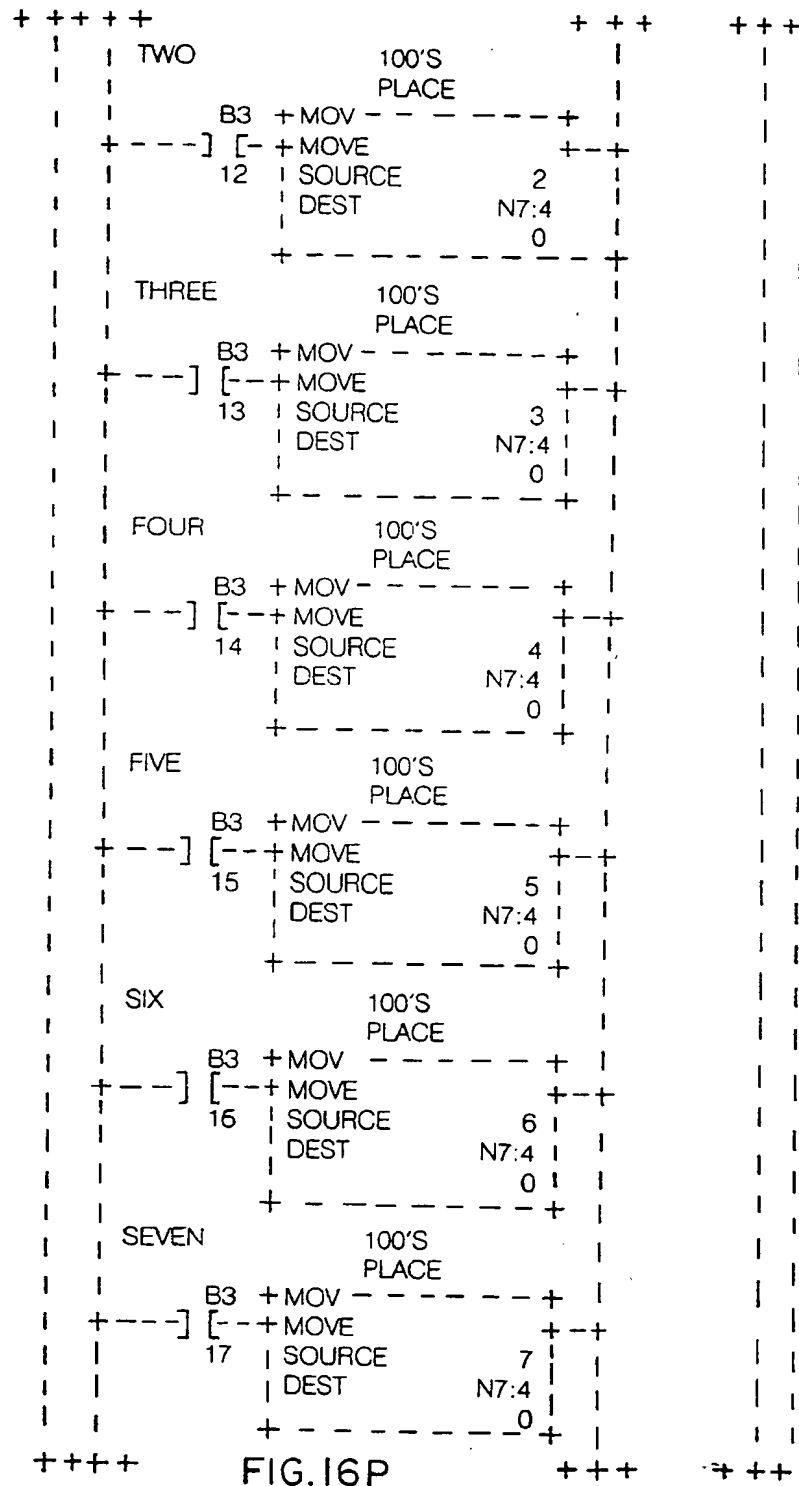 TWO
100'S
PLACE
B3 MOV
MOVE
12 SOURCE 2
DEST N7:4
0
THREE
100'S
PLACE
B3 MOV
MOVE
13 SOURCE 3
DEST N7:4
0
FOUR
100'S
PLACE
B3 MOV
MOVE
14 SOURCE 4
DEST N7:4
0
FIVE
100'S
PLACE
B3 MOV
MOVE
15 SOURCE 5
DEST N7:4
0
SIX
100'S
PLACE
B3 MOV
MOVE
16 SOURCE 6
DEST N7:4
0
SEVEN
100'S
PLACE
B3 MOV
MOVE
17 SOURCE 7
DEST N7:4
0
FIG.16P